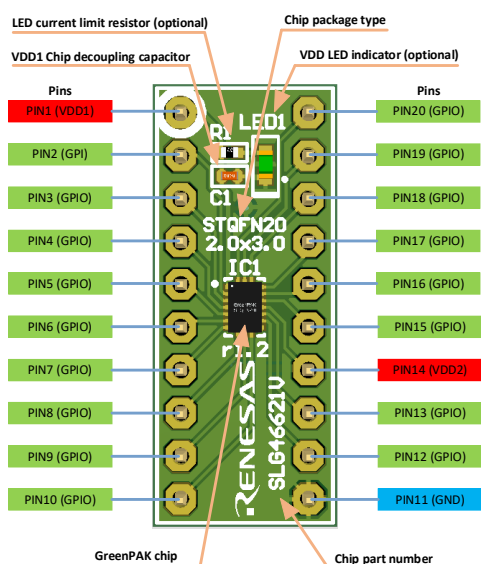 LED current limit resistor (optional)
Chip package type
VDD1 Chip decoupling capacitor
VDD LED indicator (optional)
Pins
Pins
PIN1 (VDD1)
PIN20 (GPIO)
PIN2 (GPI)
PIN19 (GPIO)
PIN3 (GPIO)
PIN18 (GPIO)
PIN4 (GPIO)
PIN17 (GPIO)
PIN5 (GPIO)
PIN16 (GPIO)
PIN6 (GPIO)
PIN15 (GPIO)
PIN7 (GPIO)
PIN14 (VDD2)
PIN8 (GPIO)
PIN13 (GPIO)
PIN9 (GPIO)
PIN12 (GPIO)
PIN10 (GPIO)
PIN11 (GND)
R1
LED1
C1
STQFN20
2.0x3.0
IC1
r1.2
RENESAS
SLG46621V
GreenPAK chip
Chip part number